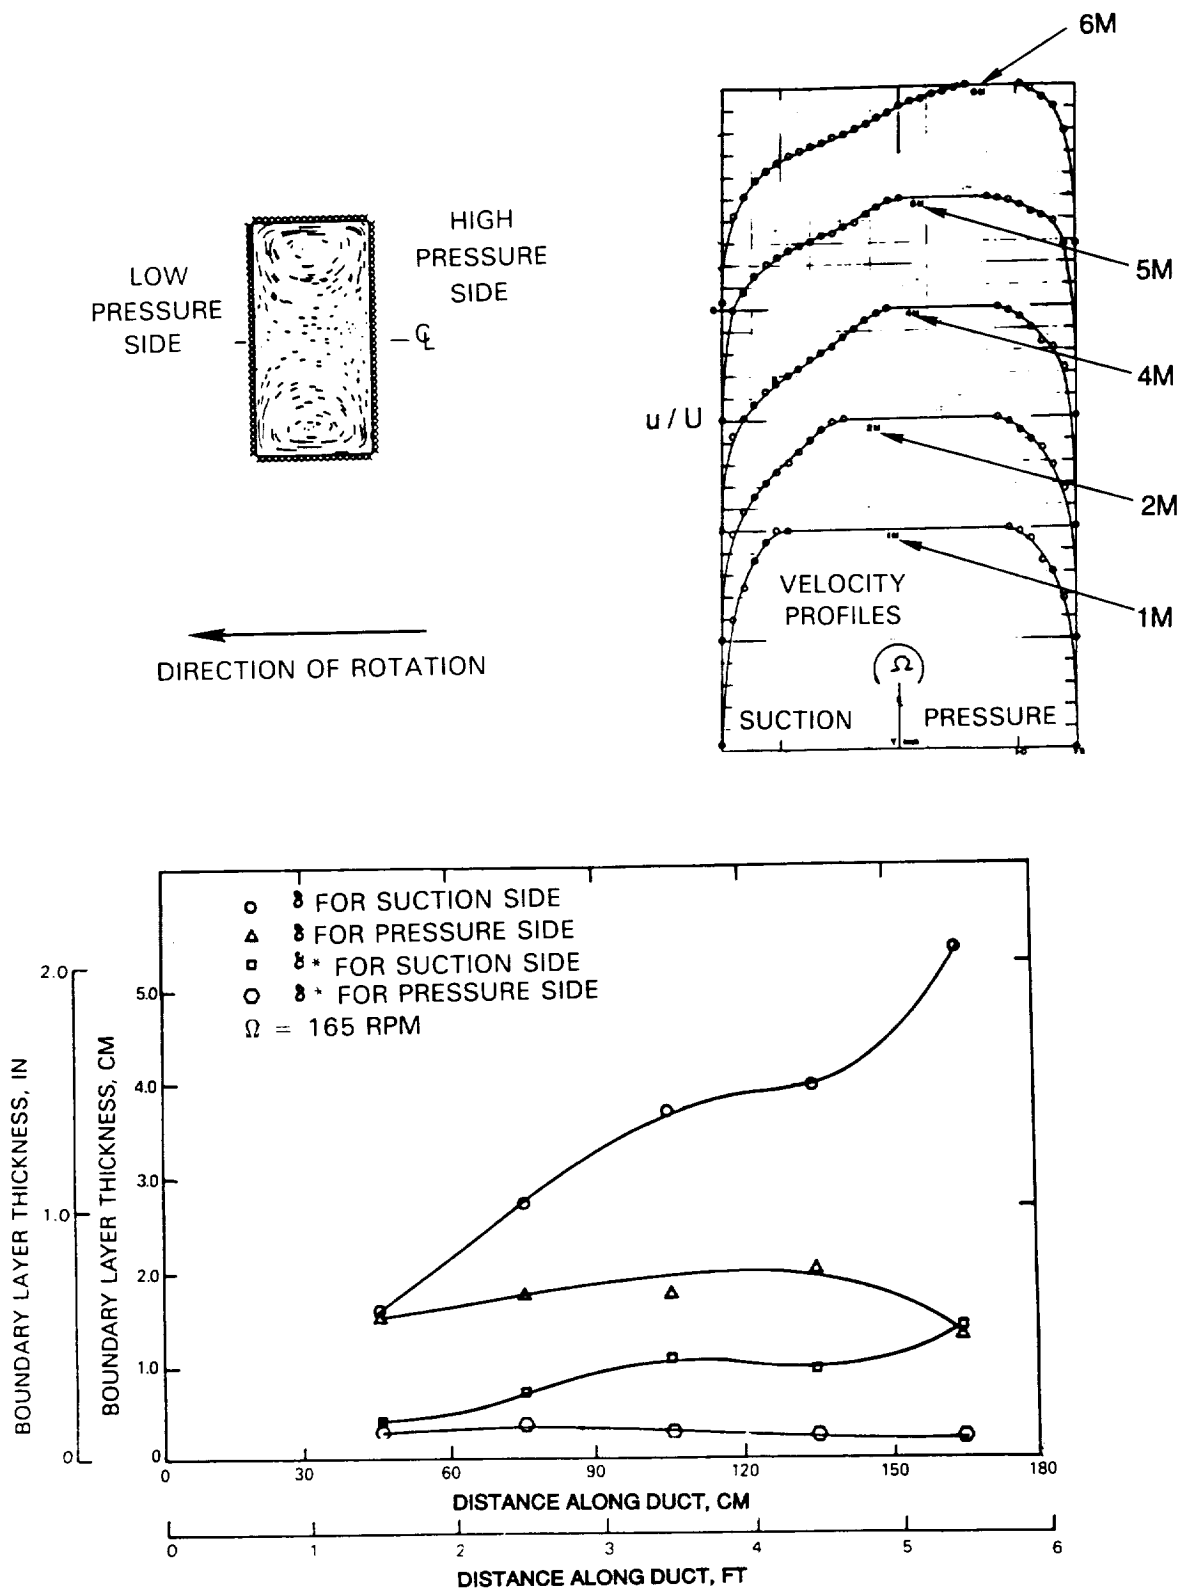 6M
HIGH
PRESSURE
SIDE
LOW
PRESSURE
SIDE
℄
5M
4M
u / U
2M
VELOCITY
PROFILES
1M
DIRECTION OF ROTATION
Ω
SUCTION
PRESSURE
δ FOR SUCTION SIDE
δ FOR PRESSURE SIDE
δ* FOR SUCTION SIDE
δ* FOR PRESSURE SIDE
Ω = 165 RPM
BOUNDARY LAYER THICKNESS, IN
2.0
1.0
0
BOUNDARY LAYER THICKNESS, CM
5.0
4.0
3.0
2.0
1.0
0
0 30 60 90 120 150 180
DISTANCE ALONG DUCT, CM
0 1 2 3 4 5 6
DISTANCE ALONG DUCT, FT